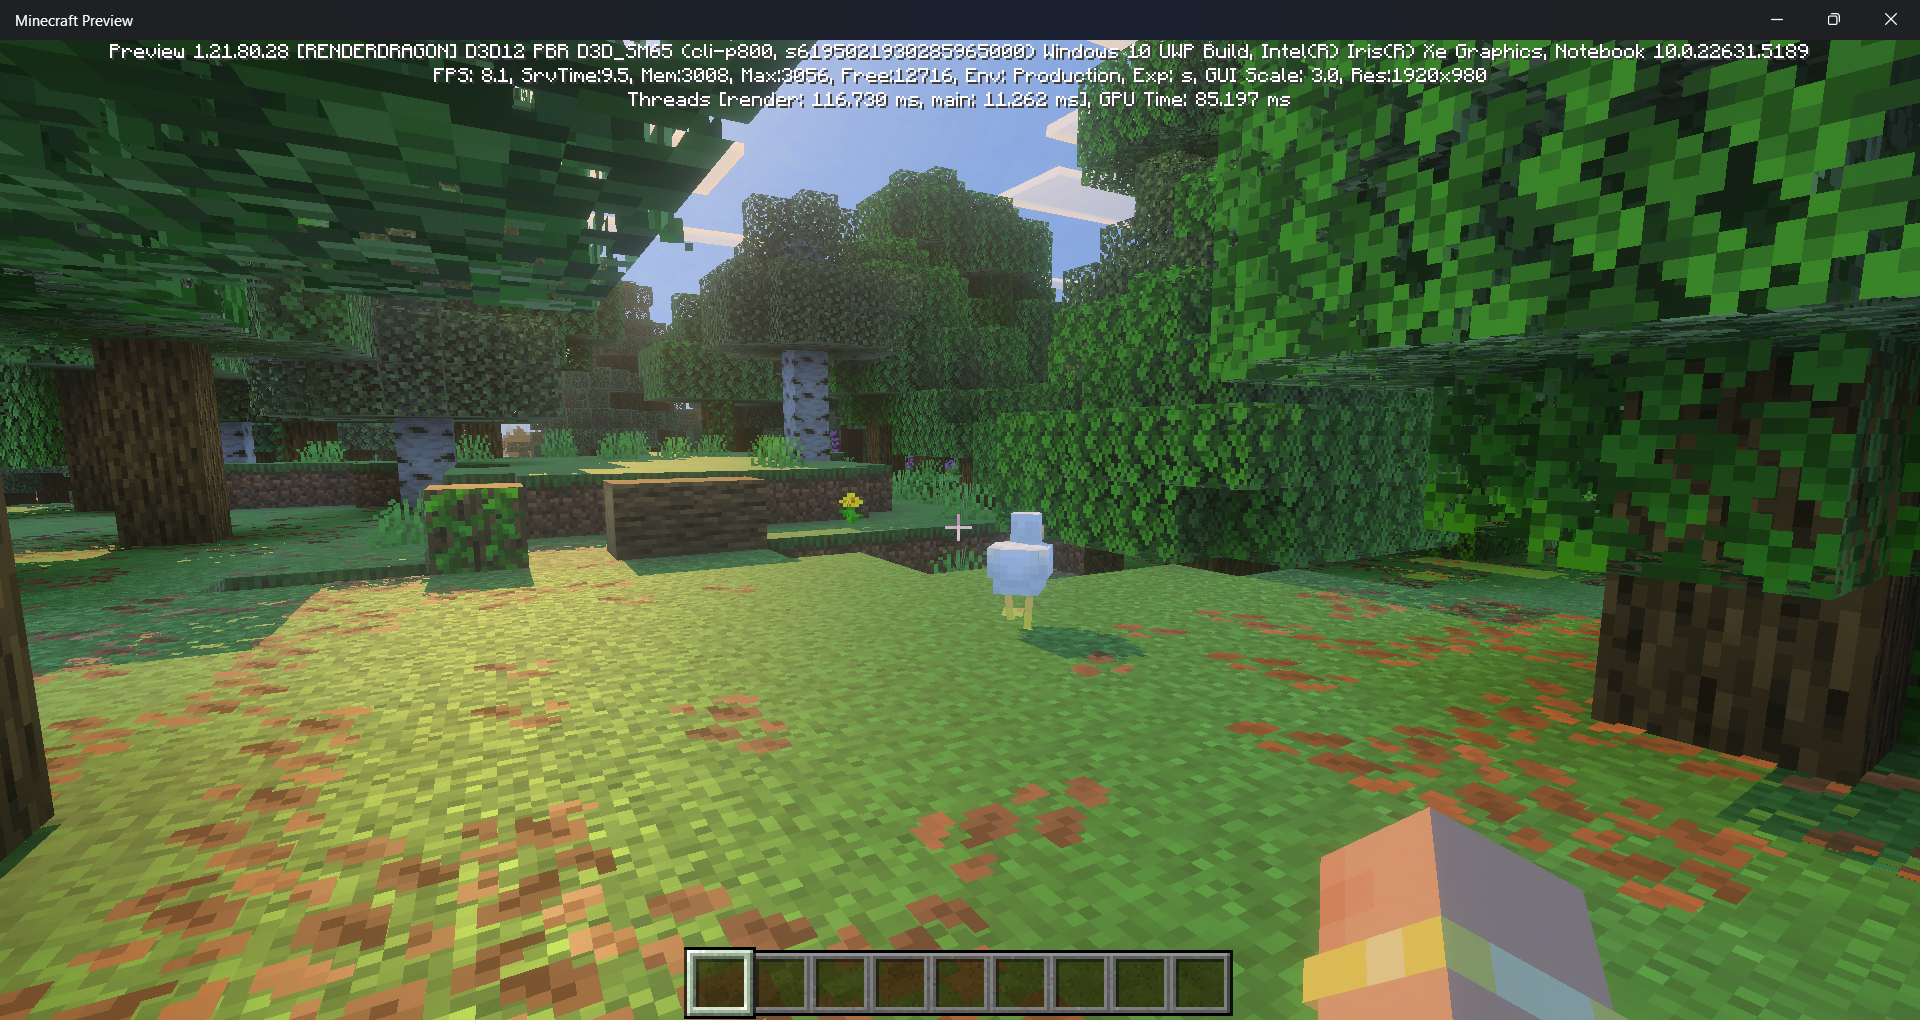 Minecraft Preview
Preview 1.21.80.28 [RENDERDRAGON] D3D12 PBR D3D_SM65 (cli-p800, s6195021930285965000) Windows 10 UWP Build, Intel(R) Iris(R) Xe Graphics, Notebook 10.0.22631.5189
FPS: 8.1, SrvTime:9.5, Mem:3008, Max:3056, Free:12716, Env: Production, Exp: s, GUI Scale: 3.0, Res:1920x980
Threads [render: 116.730 ms, main: 11.262 ms], GPU Time: 85.197 ms